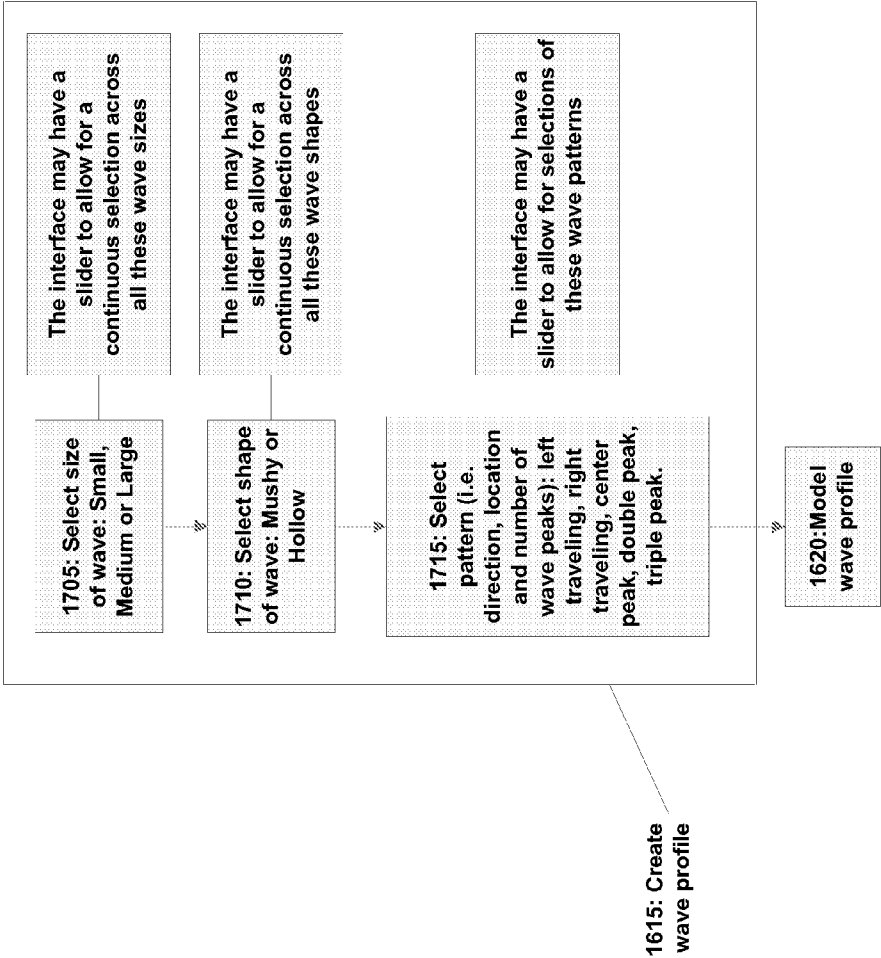 1705: Select size
of wave: Small,
Medium or Large
The interface may have a
slider to allow for a
continuous selection across
all these wave sizes
1710: Select shape
of wave: Mushy or
Hollow
The interface may have a
slider to allow for a
continuous selection across
all these wave shapes
1715: Select
pattern (i.e.
direction, location
and number of
wave peaks): left
traveling, right
traveling, center
peak, double peak,
triple peak.
The interface may have a
slider to allow for selections of
these wave patterns
1620:Model
wave profile
1615: Create
wave profile